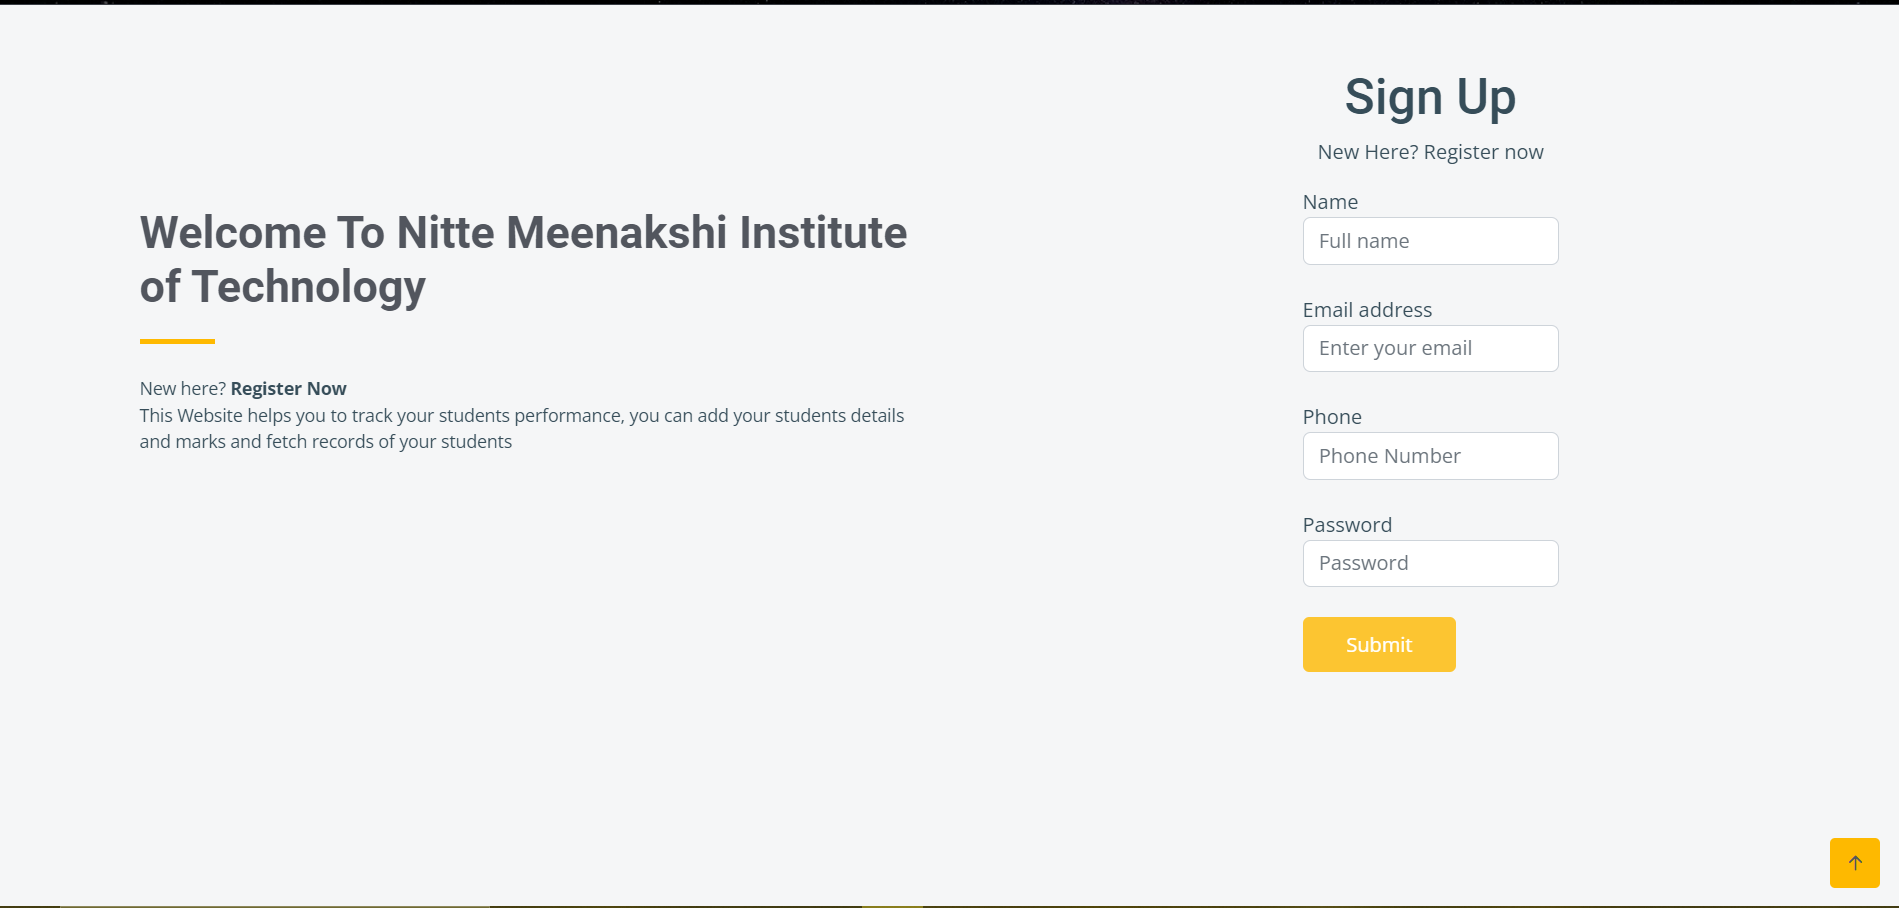 Welcome To Nitte Meenakshi Institute
of Technology
New here? Register Now
This Website helps you to track your students performance, you can add your students details
and marks and fetch records of your students
Sign Up
New Here? Register now
Name
Full name
Email address
Enter your email
Phone
Phone Number
Password
Password
Submit